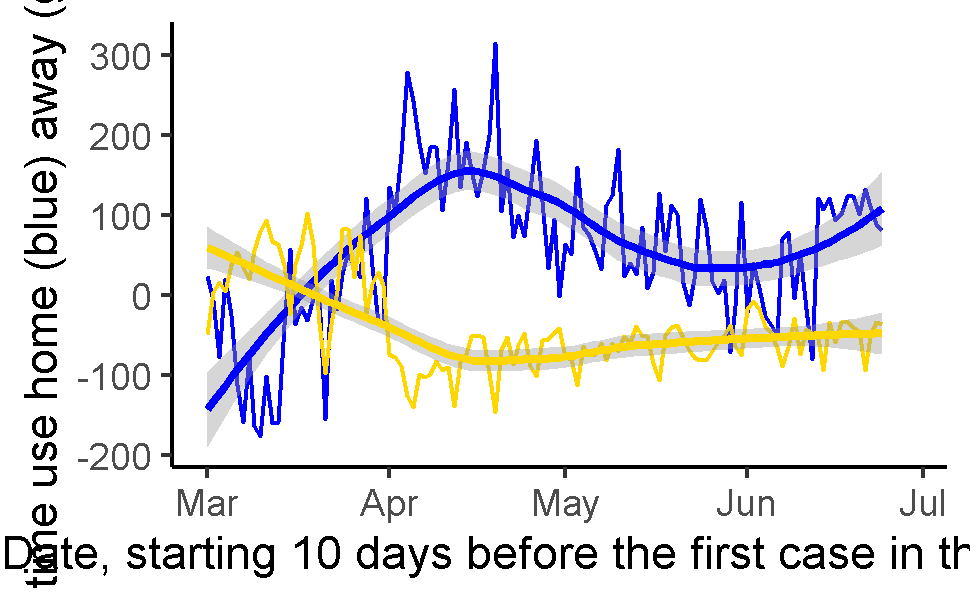 time use home (blue) away (
300
200
100
0
-100
-200
Mar Apr May Jun Jul
Date, starting 10 days before the first case in th